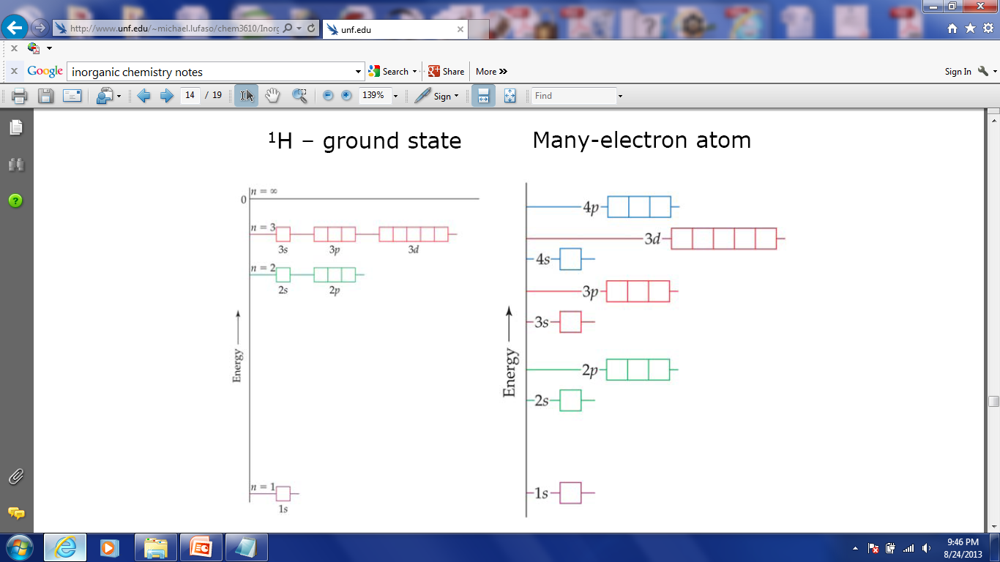 http://www.unf.edu/~michael.lufaso/chem3610/Inorg
unf.edu
x
x Google inorganic chemistry notes Search Share More » Sign In
14 / 19 139% Sign Find
¹H – ground state
Many-electron atom
n = ∞
0
n = 3
3s 3p 3d
n = 2
2s 2p
Energy
n = 1
1s
4p
3d
4s
3p
3s
2p
2s
1s
Energy
9:46 PM
8/24/2013